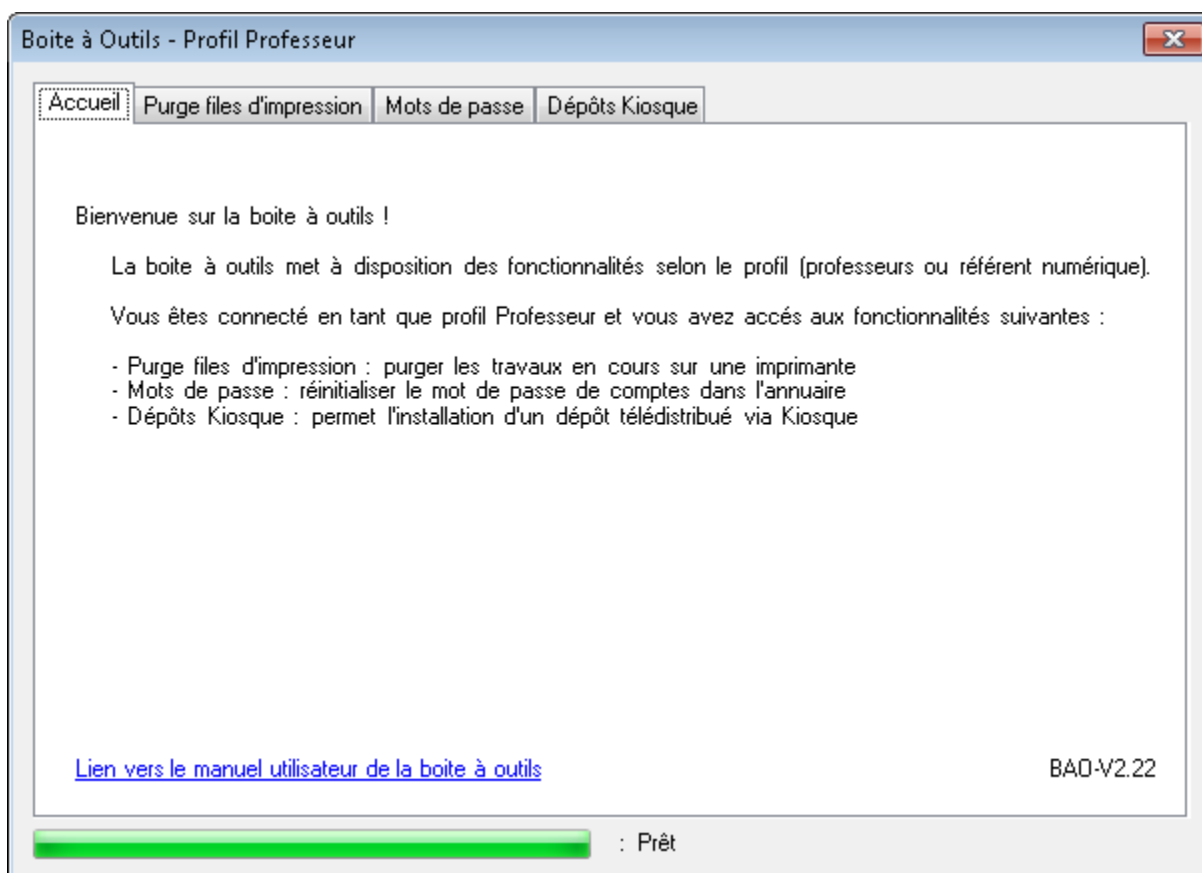 Boite à Outils - Profil Professeur
Accueil Purge files d'impression Mots de passe Dépôts Kiosque
Bienvenue sur la boite à outils !
La boite à outils met à disposition des fonctionnalités selon le profil (professeurs ou référent numérique).
Vous êtes connecté en tant que profil Professeur et vous avez accés aux fonctionnalités suivantes :
- Purge files d'impression : purger les travaux en cours sur une imprimante
- Mots de passe : réinitialiser le mot de passe de comptes dans l'annuaire
- Dépôts Kiosque : permet l'installation d'un dépôt télédistribué via Kiosque
Lien vers le manuel utilisateur de la boite à outils BAO-V2.22
: Prêt